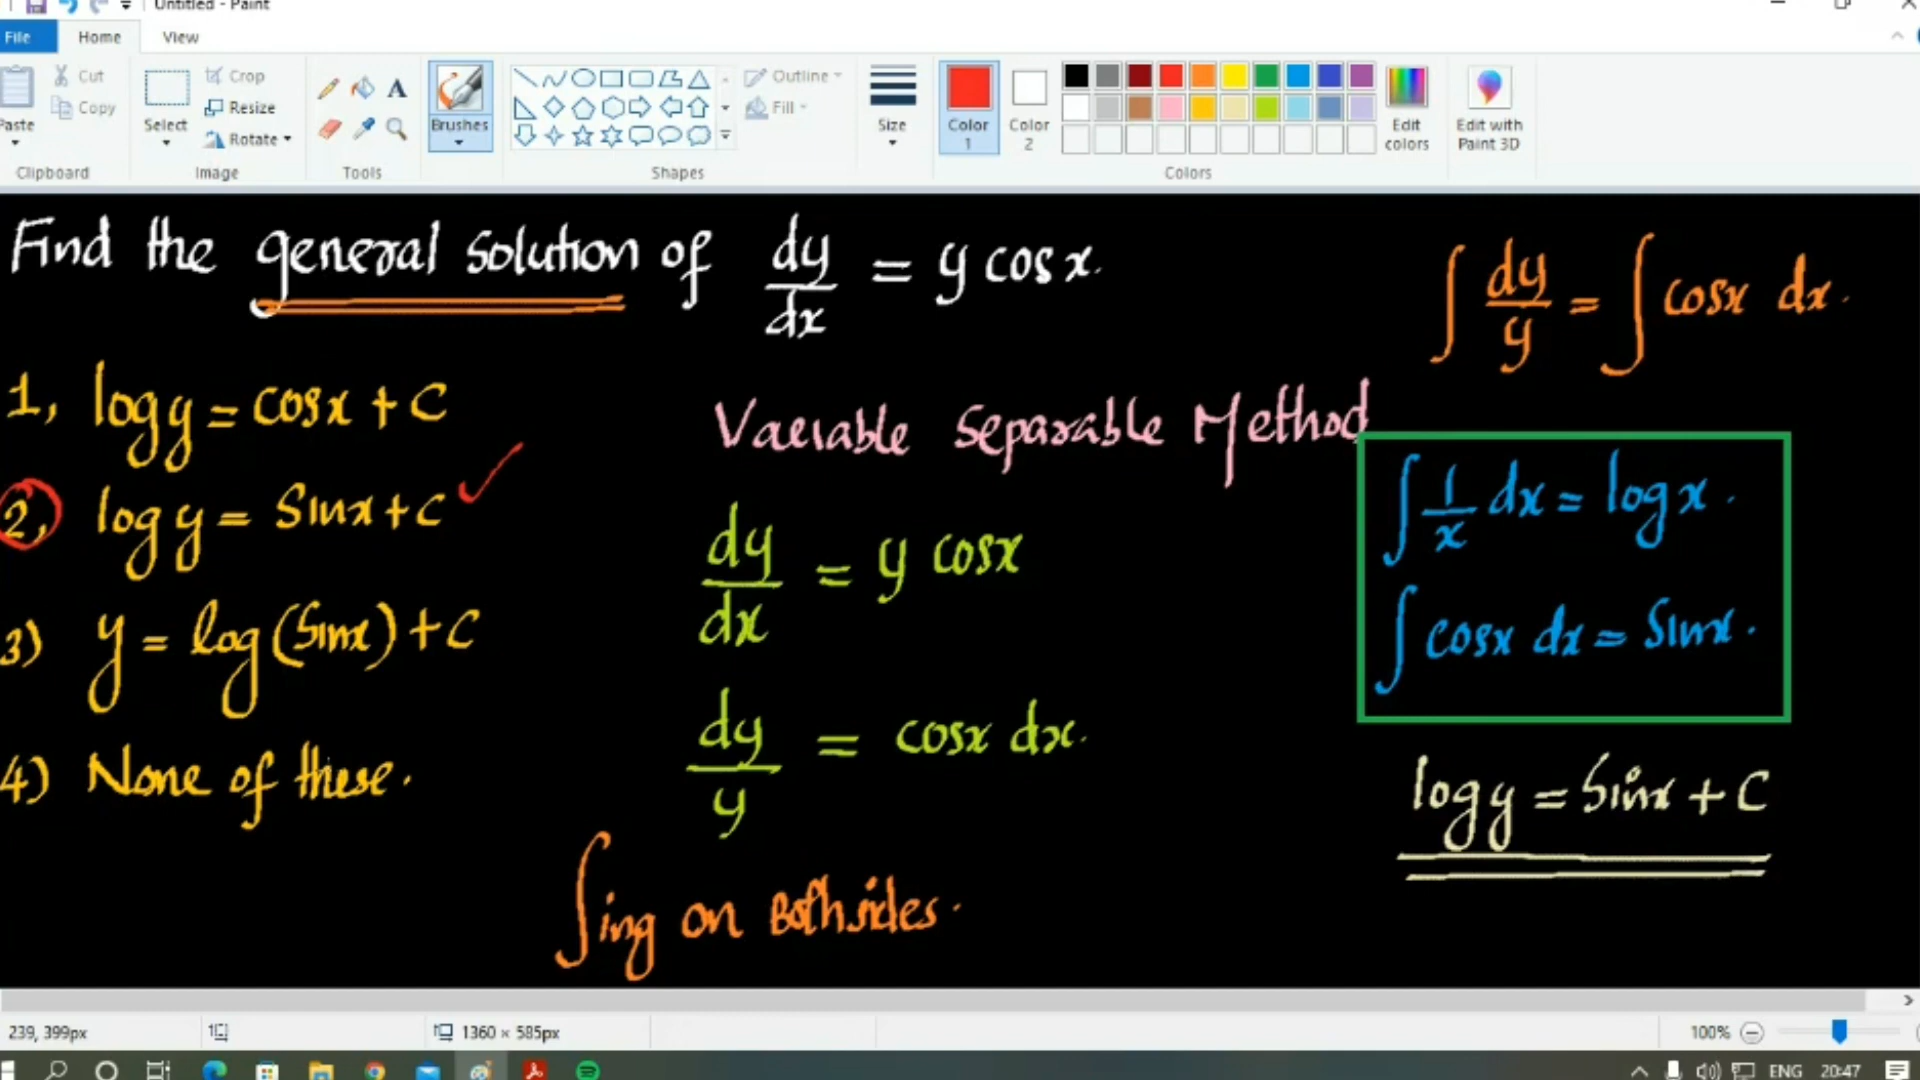 Untitled - Paint
File Home View
Paste
Cut
Copy
Clipboard
Select
Crop
Resize
Rotate
Image
A
Tools
Brushes
Shapes
Outline
Fill
Size
Color 1
Color 2
Colors
Edit colors
Edit with Paint 3D
Find the general solution of dy/dx = y cosx.
1, log y = cosx + c
2, log y = Sinx + c ✓
3) y = log (Sinx) + c
4) None of these.
Vaeiable Separable Method
dy/dx = y cosx
dy/y = cosx dx.
∫ing on Both sides.
∫ dy/y = ∫ cosx dx.
∫ 1/x dx = log x.
∫ cosx dx = Sinx.
log y = Sinx + C
239, 399px
1360 × 585px
100%
ENG 20:47